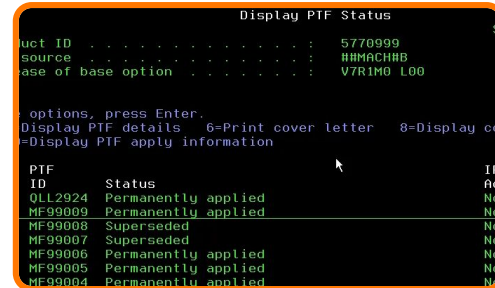 Display PTF Status
duct ID . . . . . . . . . . . . . . : 5770999
source . . . . . . . . . . . . . : ##MACH#B
ease of base option . . . . . . . : V7R1M0 L00
options, press Enter.
Display PTF details 6=Print cover letter 8=Display co
=Display PTF apply information
PTF
ID Status
QLL2924 Permanently applied
MF99009 Permanently applied
MF99008 Superseded
MF99007 Superseded
MF99006 Permanently applied
MF99005 Permanently applied
MF99004 Permanently applied